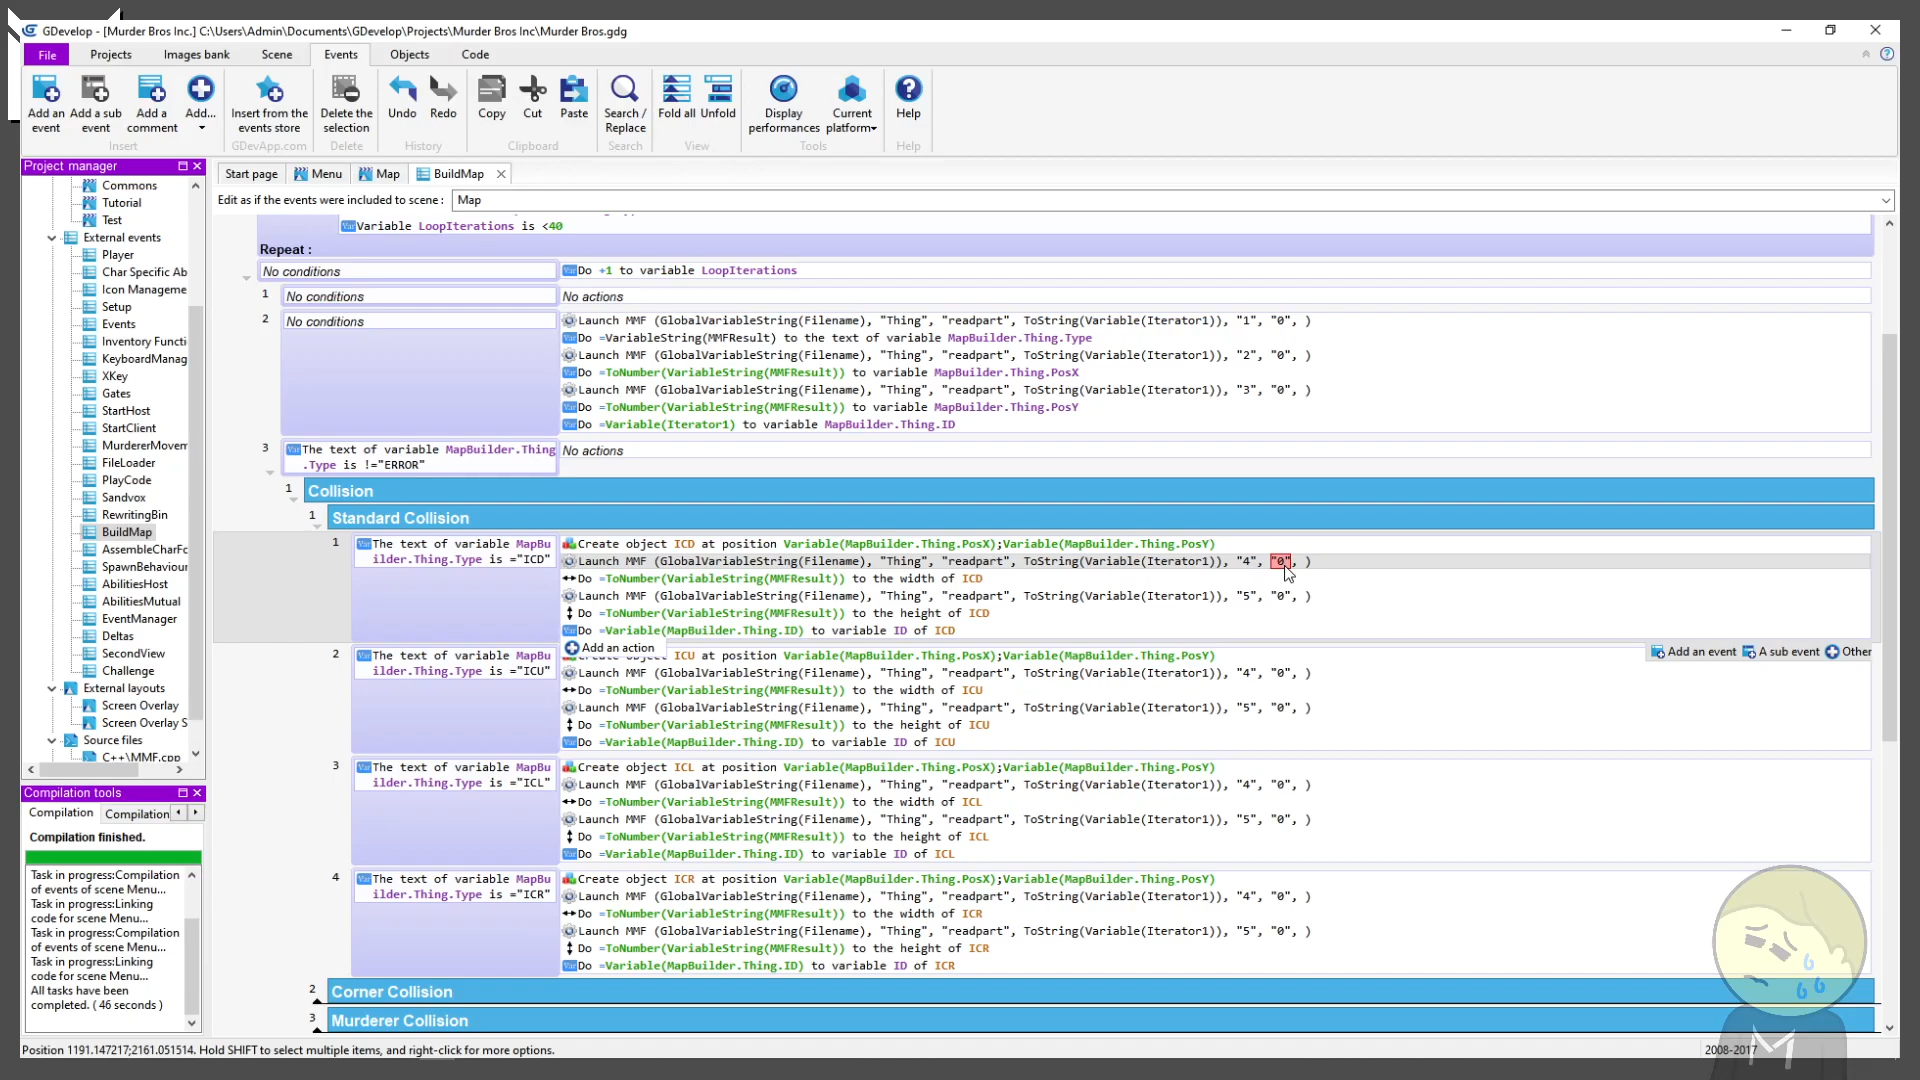 GDevelop - [Murder Bros Inc.] C:\Users\Admin\Documents\GDevelop\Projects\Murder Bros Inc\Murder Bros.gdg
File Projects Images bank Scene Events Objects Code
Add an event
Add a sub event
Add a comment
Add...
Insert
Insert from the events store
GDevApp.com
Delete the selection
Delete
Undo
Redo
History
Copy
Cut
Paste
Clipboard
Search / Replace
Search
Fold all
Unfold
View
Display performances
Current platform
Tools
Help
Help
Project manager
Commons
Tutorial
Test
External events
Player
Char Specific Ab
Icon Manageme
Setup
Events
Inventory Functi
KeyboardManag
XKey
Gates
StartHost
StartClient
MurdererMovem
FileLoader
PlayCode
Sandvox
RewritingBin
BuildMap
AssembleCharFc
SpawnBehaviour
AbilitiesHost
AbilitiesMutual
EventManager
Deltas
SecondView
Challenge
External layouts
Screen Overlay
Screen Overlay S
Source files
C++\MMF.cpp
Compilation tools
Compilation Compilation
Compilation finished.
Task in progress:Compilation
of events of scene Menu...
Task in progress:Linking
code for scene Menu...
Task in progress:Compilation
of events of scene Menu...
Task in progress:Linking
code for scene Menu...
All tasks have been
completed. ( 46 seconds )
Start page Menu Map BuildMap
Edit as if the events were included to scene : Map
Variable LoopIterations is <40
Repeat :
No conditions Do +1 to variable LoopIterations
1 No conditions No actions
2 No conditions Launch MMF (GlobalVariableString(Filename), "Thing", "readpart", ToString(Variable(Iterator1)), "1", "0", )
Do =VariableString(MMFResult) to the text of variable MapBuilder.Thing.Type
Launch MMF (GlobalVariableString(Filename), "Thing", "readpart", ToString(Variable(Iterator1)), "2", "0", )
Do =ToNumber(VariableString(MMFResult)) to variable MapBuilder.Thing.PosX
Launch MMF (GlobalVariableString(Filename), "Thing", "readpart", ToString(Variable(Iterator1)), "3", "0", )
Do =ToNumber(VariableString(MMFResult)) to variable MapBuilder.Thing.PosY
Do =Variable(Iterator1) to variable MapBuilder.Thing.ID
3 The text of variable MapBuilder.Thing No actions
.Type is !="ERROR"
1 Collision
1 Standard Collision
1 The text of variable MapBu Create object ICD at position Variable(MapBuilder.Thing.PosX);Variable(MapBuilder.Thing.PosY)
ilder.Thing.Type is ="ICD" Launch MMF (GlobalVariableString(Filename), "Thing", "readpart", ToString(Variable(Iterator1)), "4", "0", )
Do =ToNumber(VariableString(MMFResult)) to the width of ICD
Launch MMF (GlobalVariableString(Filename), "Thing", "readpart", ToString(Variable(Iterator1)), "5", "0", )
Do =ToNumber(VariableString(MMFResult)) to the height of ICD
Do =Variable(MapBuilder.Thing.ID) to variable ID of ICD
Add an action Add an event A sub event Other
2 The text of variable MapBu Create object ICU at position Variable(MapBuilder.Thing.PosX);Variable(MapBuilder.Thing.PosY)
ilder.Thing.Type is ="ICU" Launch MMF (GlobalVariableString(Filename), "Thing", "readpart", ToString(Variable(Iterator1)), "4", "0", )
Do =ToNumber(VariableString(MMFResult)) to the width of ICU
Launch MMF (GlobalVariableString(Filename), "Thing", "readpart", ToString(Variable(Iterator1)), "5", "0", )
Do =ToNumber(VariableString(MMFResult)) to the height of ICU
Do =Variable(MapBuilder.Thing.ID) to variable ID of ICU
3 The text of variable MapBu Create object ICL at position Variable(MapBuilder.Thing.PosX);Variable(MapBuilder.Thing.PosY)
ilder.Thing.Type is ="ICL" Launch MMF (GlobalVariableString(Filename), "Thing", "readpart", ToString(Variable(Iterator1)), "4", "0", )
Do =ToNumber(VariableString(MMFResult)) to the width of ICL
Launch MMF (GlobalVariableString(Filename), "Thing", "readpart", ToString(Variable(Iterator1)), "5", "0", )
Do =ToNumber(VariableString(MMFResult)) to the height of ICL
Do =Variable(MapBuilder.Thing.ID) to variable ID of ICL
4 The text of variable MapBu Create object ICR at position Variable(MapBuilder.Thing.PosX);Variable(MapBuilder.Thing.PosY)
ilder.Thing.Type is ="ICR" Launch MMF (GlobalVariableString(Filename), "Thing", "readpart", ToString(Variable(Iterator1)), "4", "0", )
Do =ToNumber(VariableString(MMFResult)) to the width of ICR
Launch MMF (GlobalVariableString(Filename), "Thing", "readpart", ToString(Variable(Iterator1)), "5", "0", )
Do =ToNumber(VariableString(MMFResult)) to the height of ICR
Do =Variable(MapBuilder.Thing.ID) to variable ID of ICR
2 Corner Collision
3 Murderer Collision
Position 1191.147217;2161.051514. Hold SHIFT to select multiple items, and right-click for more options. 2008-2017